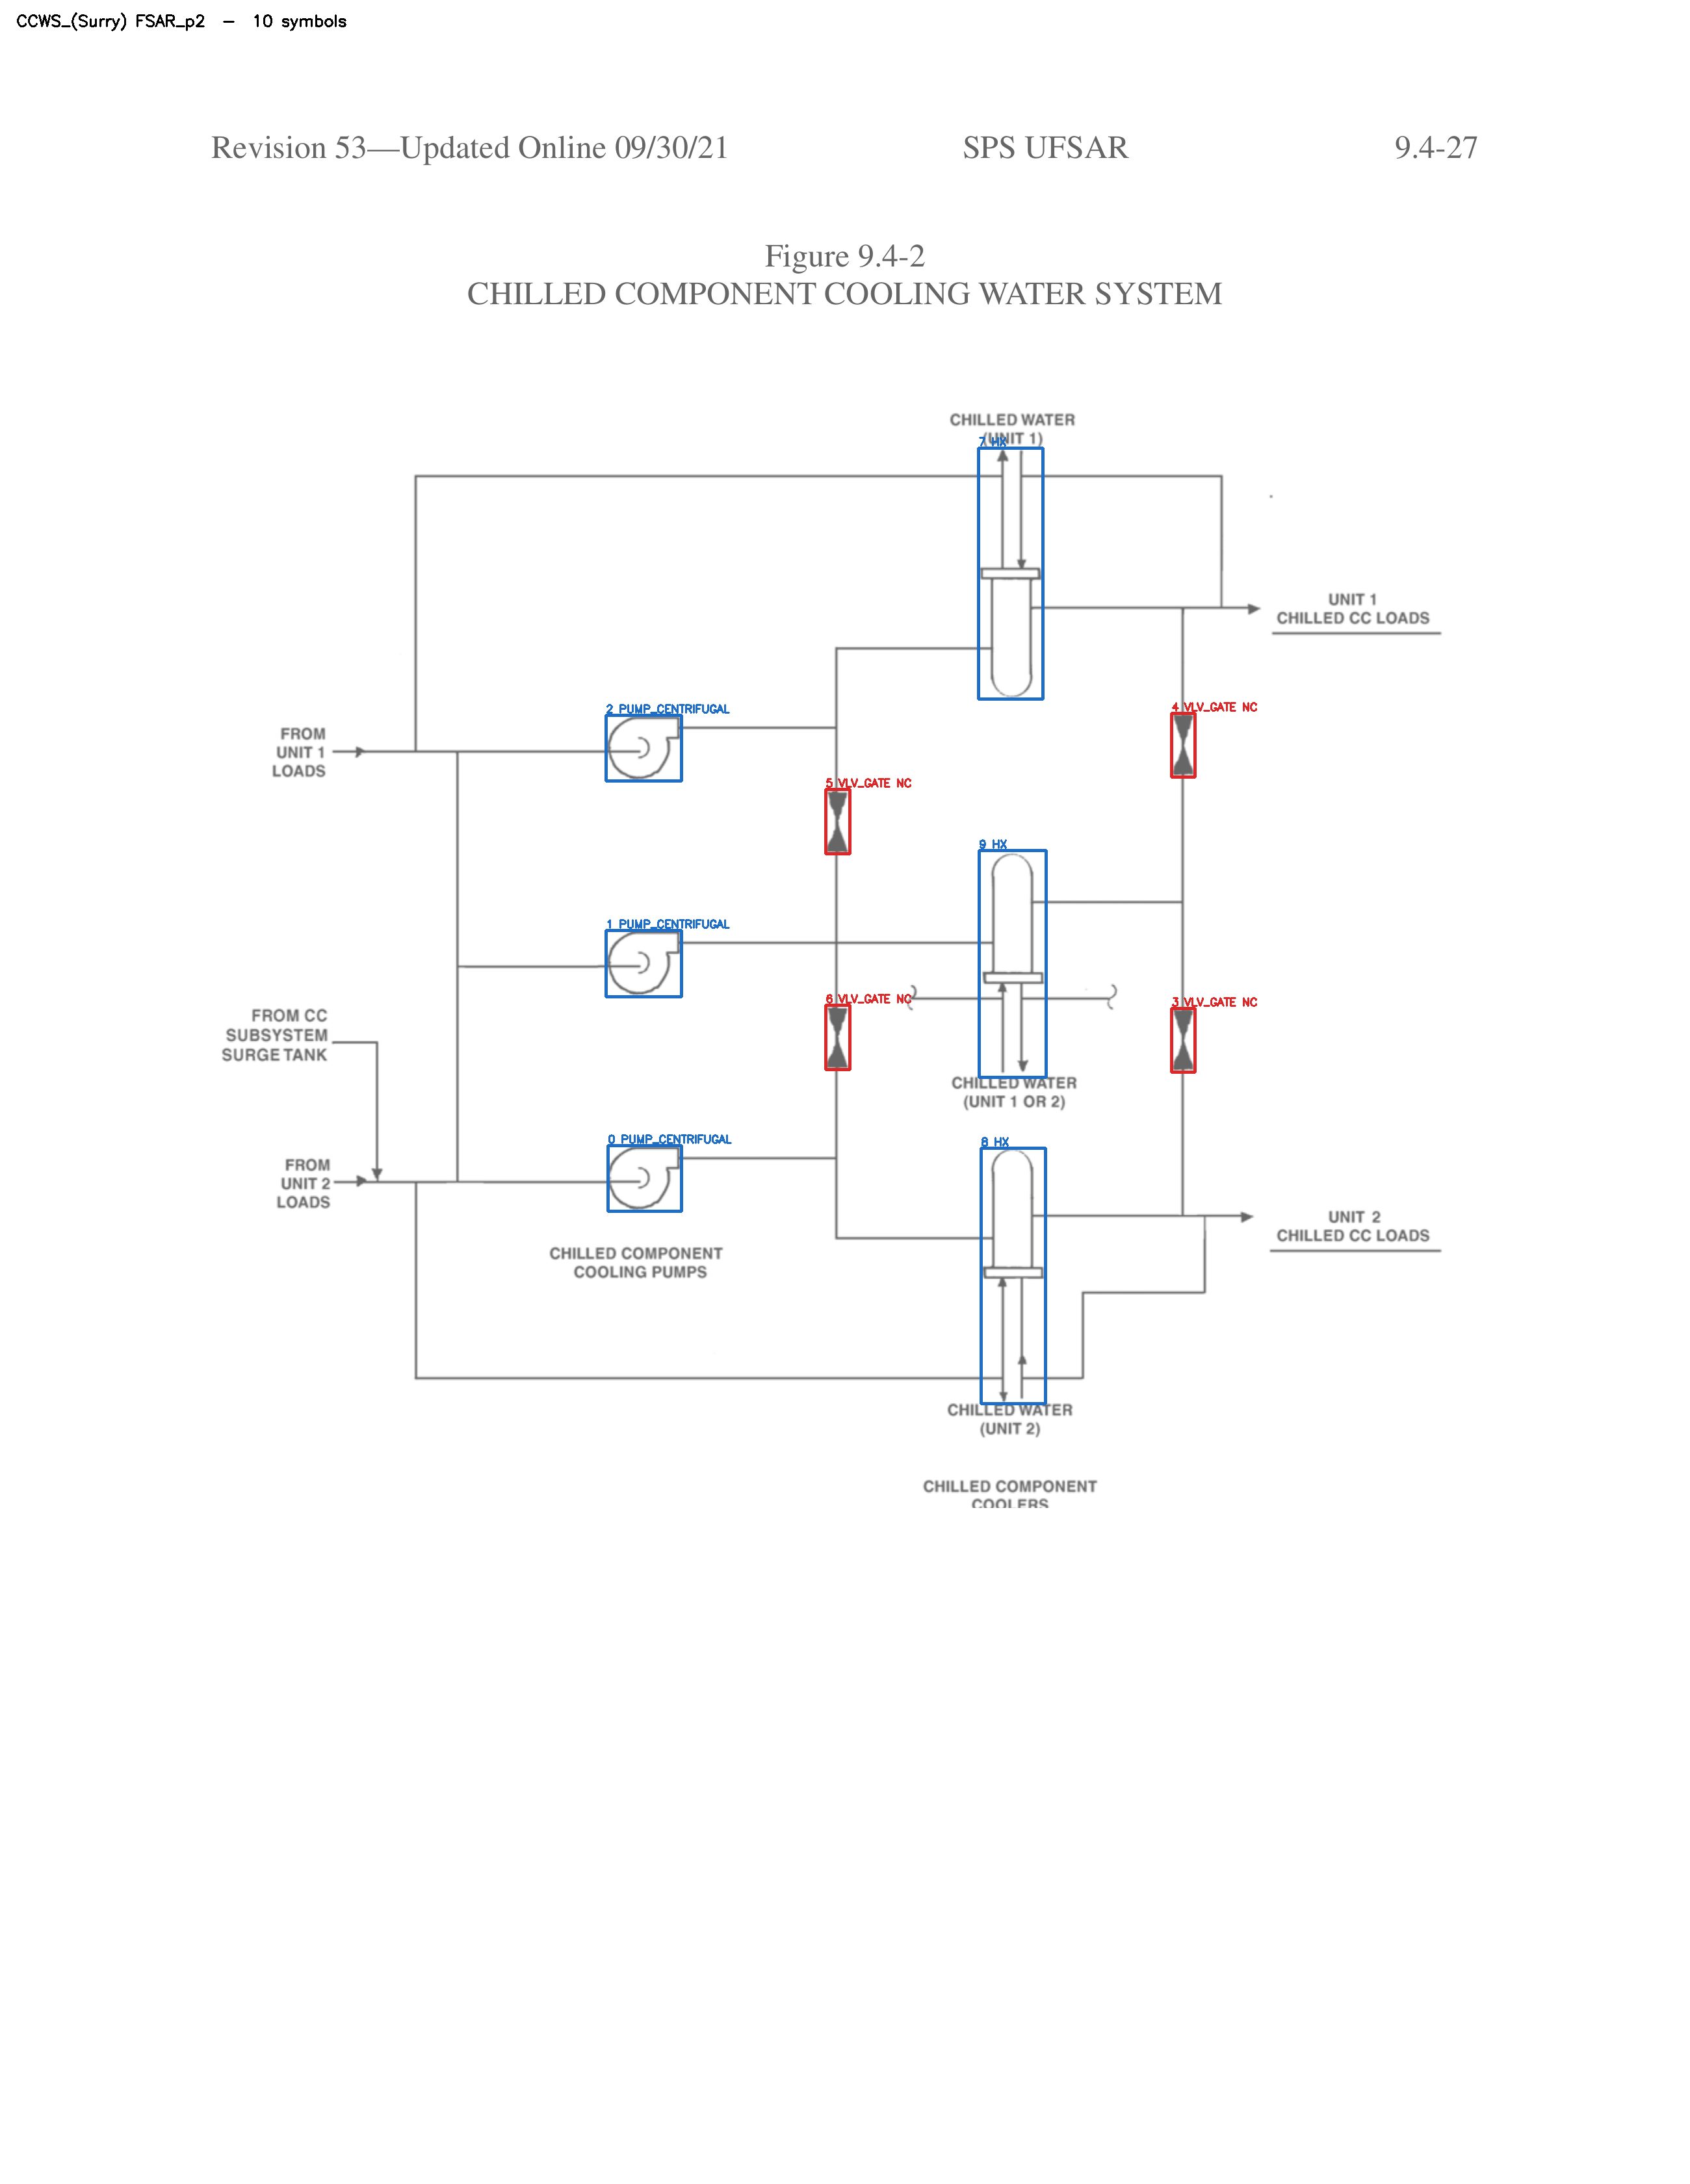 CCWS_(Surry) FSAR_p2 — 10 symbols
Revision 53—Updated Online 09/30/21 SPS UFSAR 9.4-27
Figure 9.4-2
CHILLED COMPONENT COOLING WATER SYSTEM
CHILLED WATER
(UNIT 1)
7 HX
UNIT 1
CHILLED CC LOADS
2 PUMP_CENTRIFUGAL
4 VLV_GATE NC
FROM
UNIT 1
LOADS
5 VLV_GATE NC
9 HX
1 PUMP_CENTRIFUGAL
6 VLV_GATE NC
3 VLV_GATE NC
FROM CC
SUBSYSTEM
SURGE TANK
CHILLED WATER
(UNIT 1 OR 2)
0 PUMP_CENTRIFUGAL
8 HX
FROM
UNIT 2
LOADS
UNIT 2
CHILLED CC LOADS
CHILLED COMPONENT
COOLING PUMPS
CHILLED WATER
(UNIT 2)
CHILLED COMPONENT
COOLERS